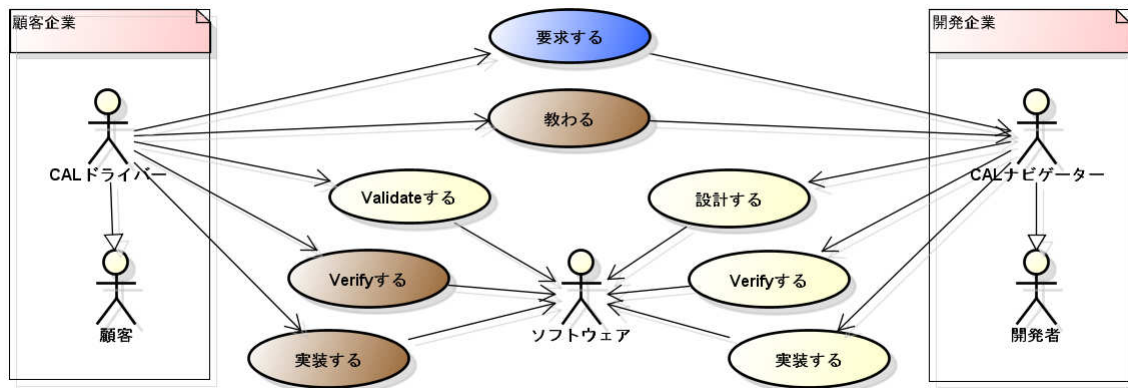 顧客企業
開発企業
要求する
教わる
CALドライバー
CALナビゲーター
Validateする
設計する
Verifyする
Verifyする
顧客
ソフトウェア
開発者
実装する
実装する